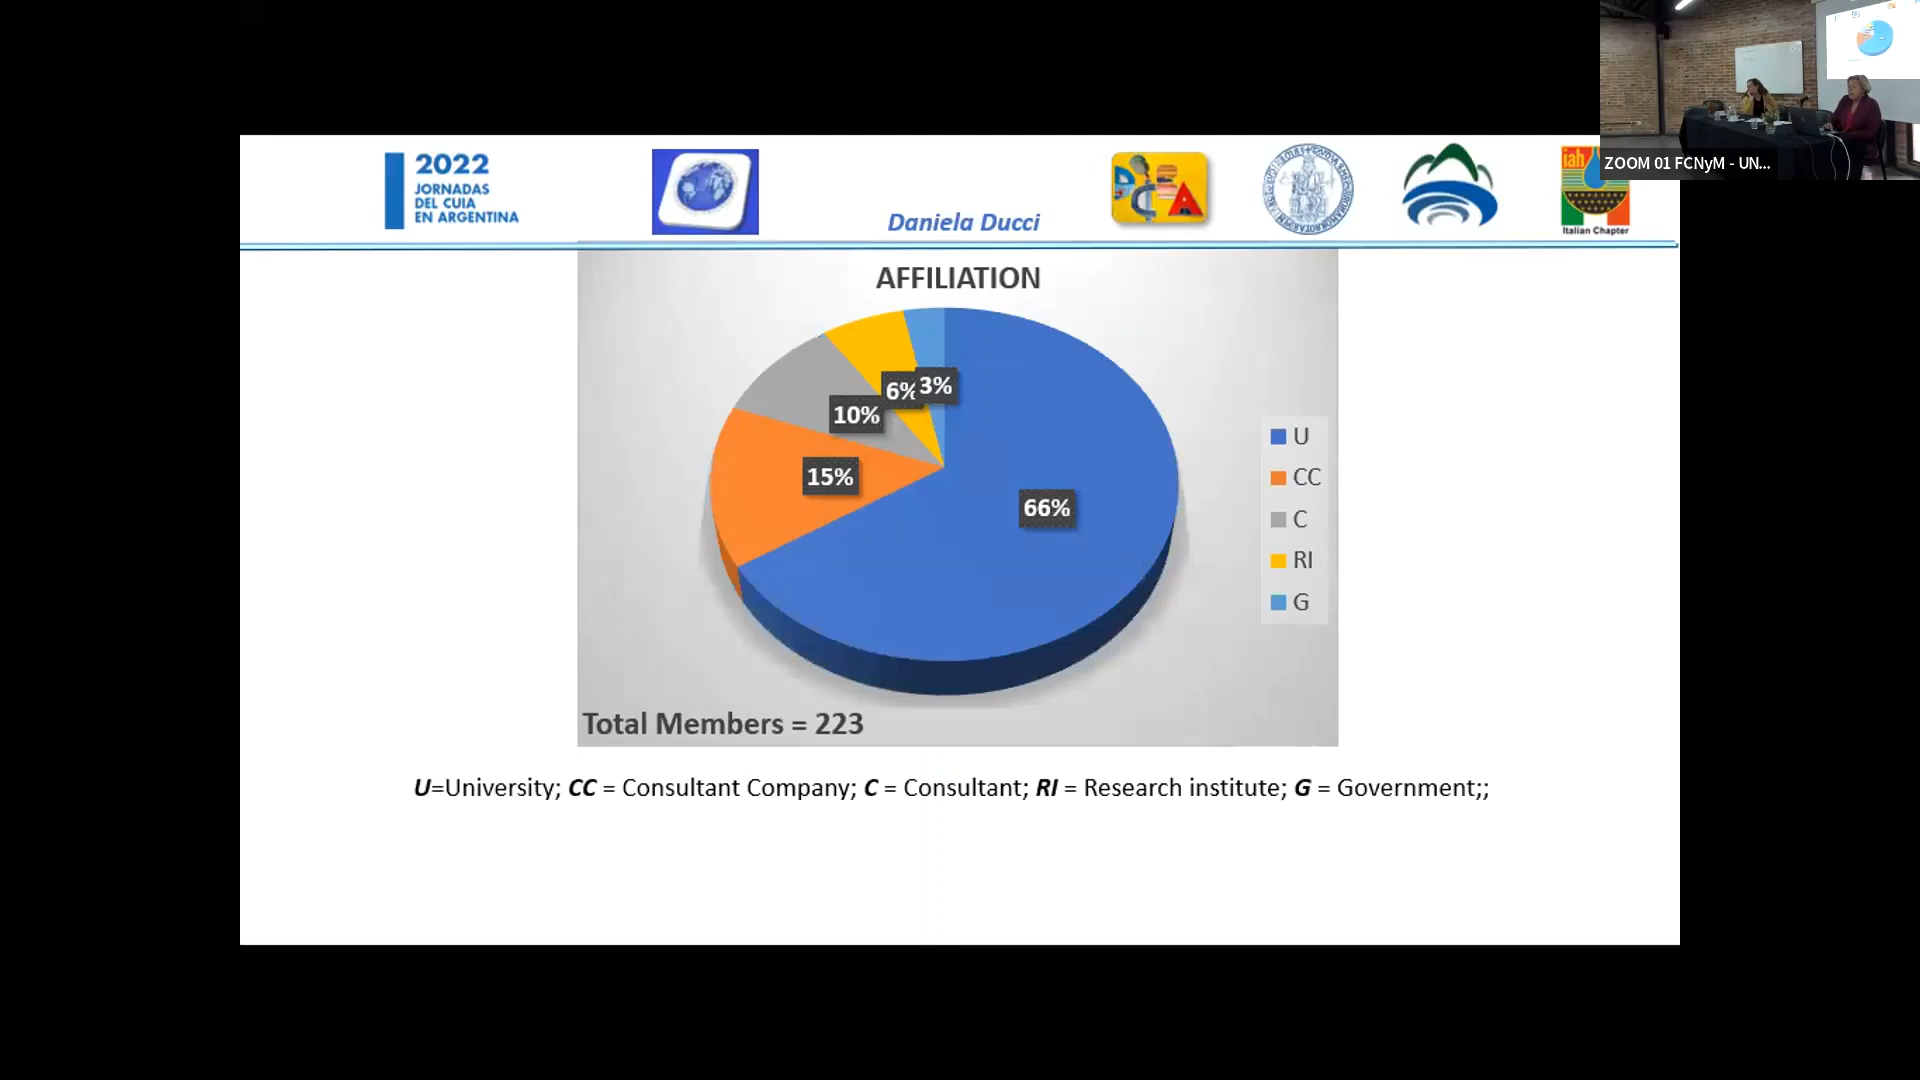 2022
JORNADAS
DEL CUIA
EN ARGENTINA
Daniela Ducci
iah
Italian Chapter
ZOOM 01 FCNyM - UN...
AFFILIATION
3%
6%
10%
15%
66%
U
CC
C
RI
G
Total Members = 223
U=University; CC = Consultant Company; C = Consultant; RI = Research institute; G = Government;;